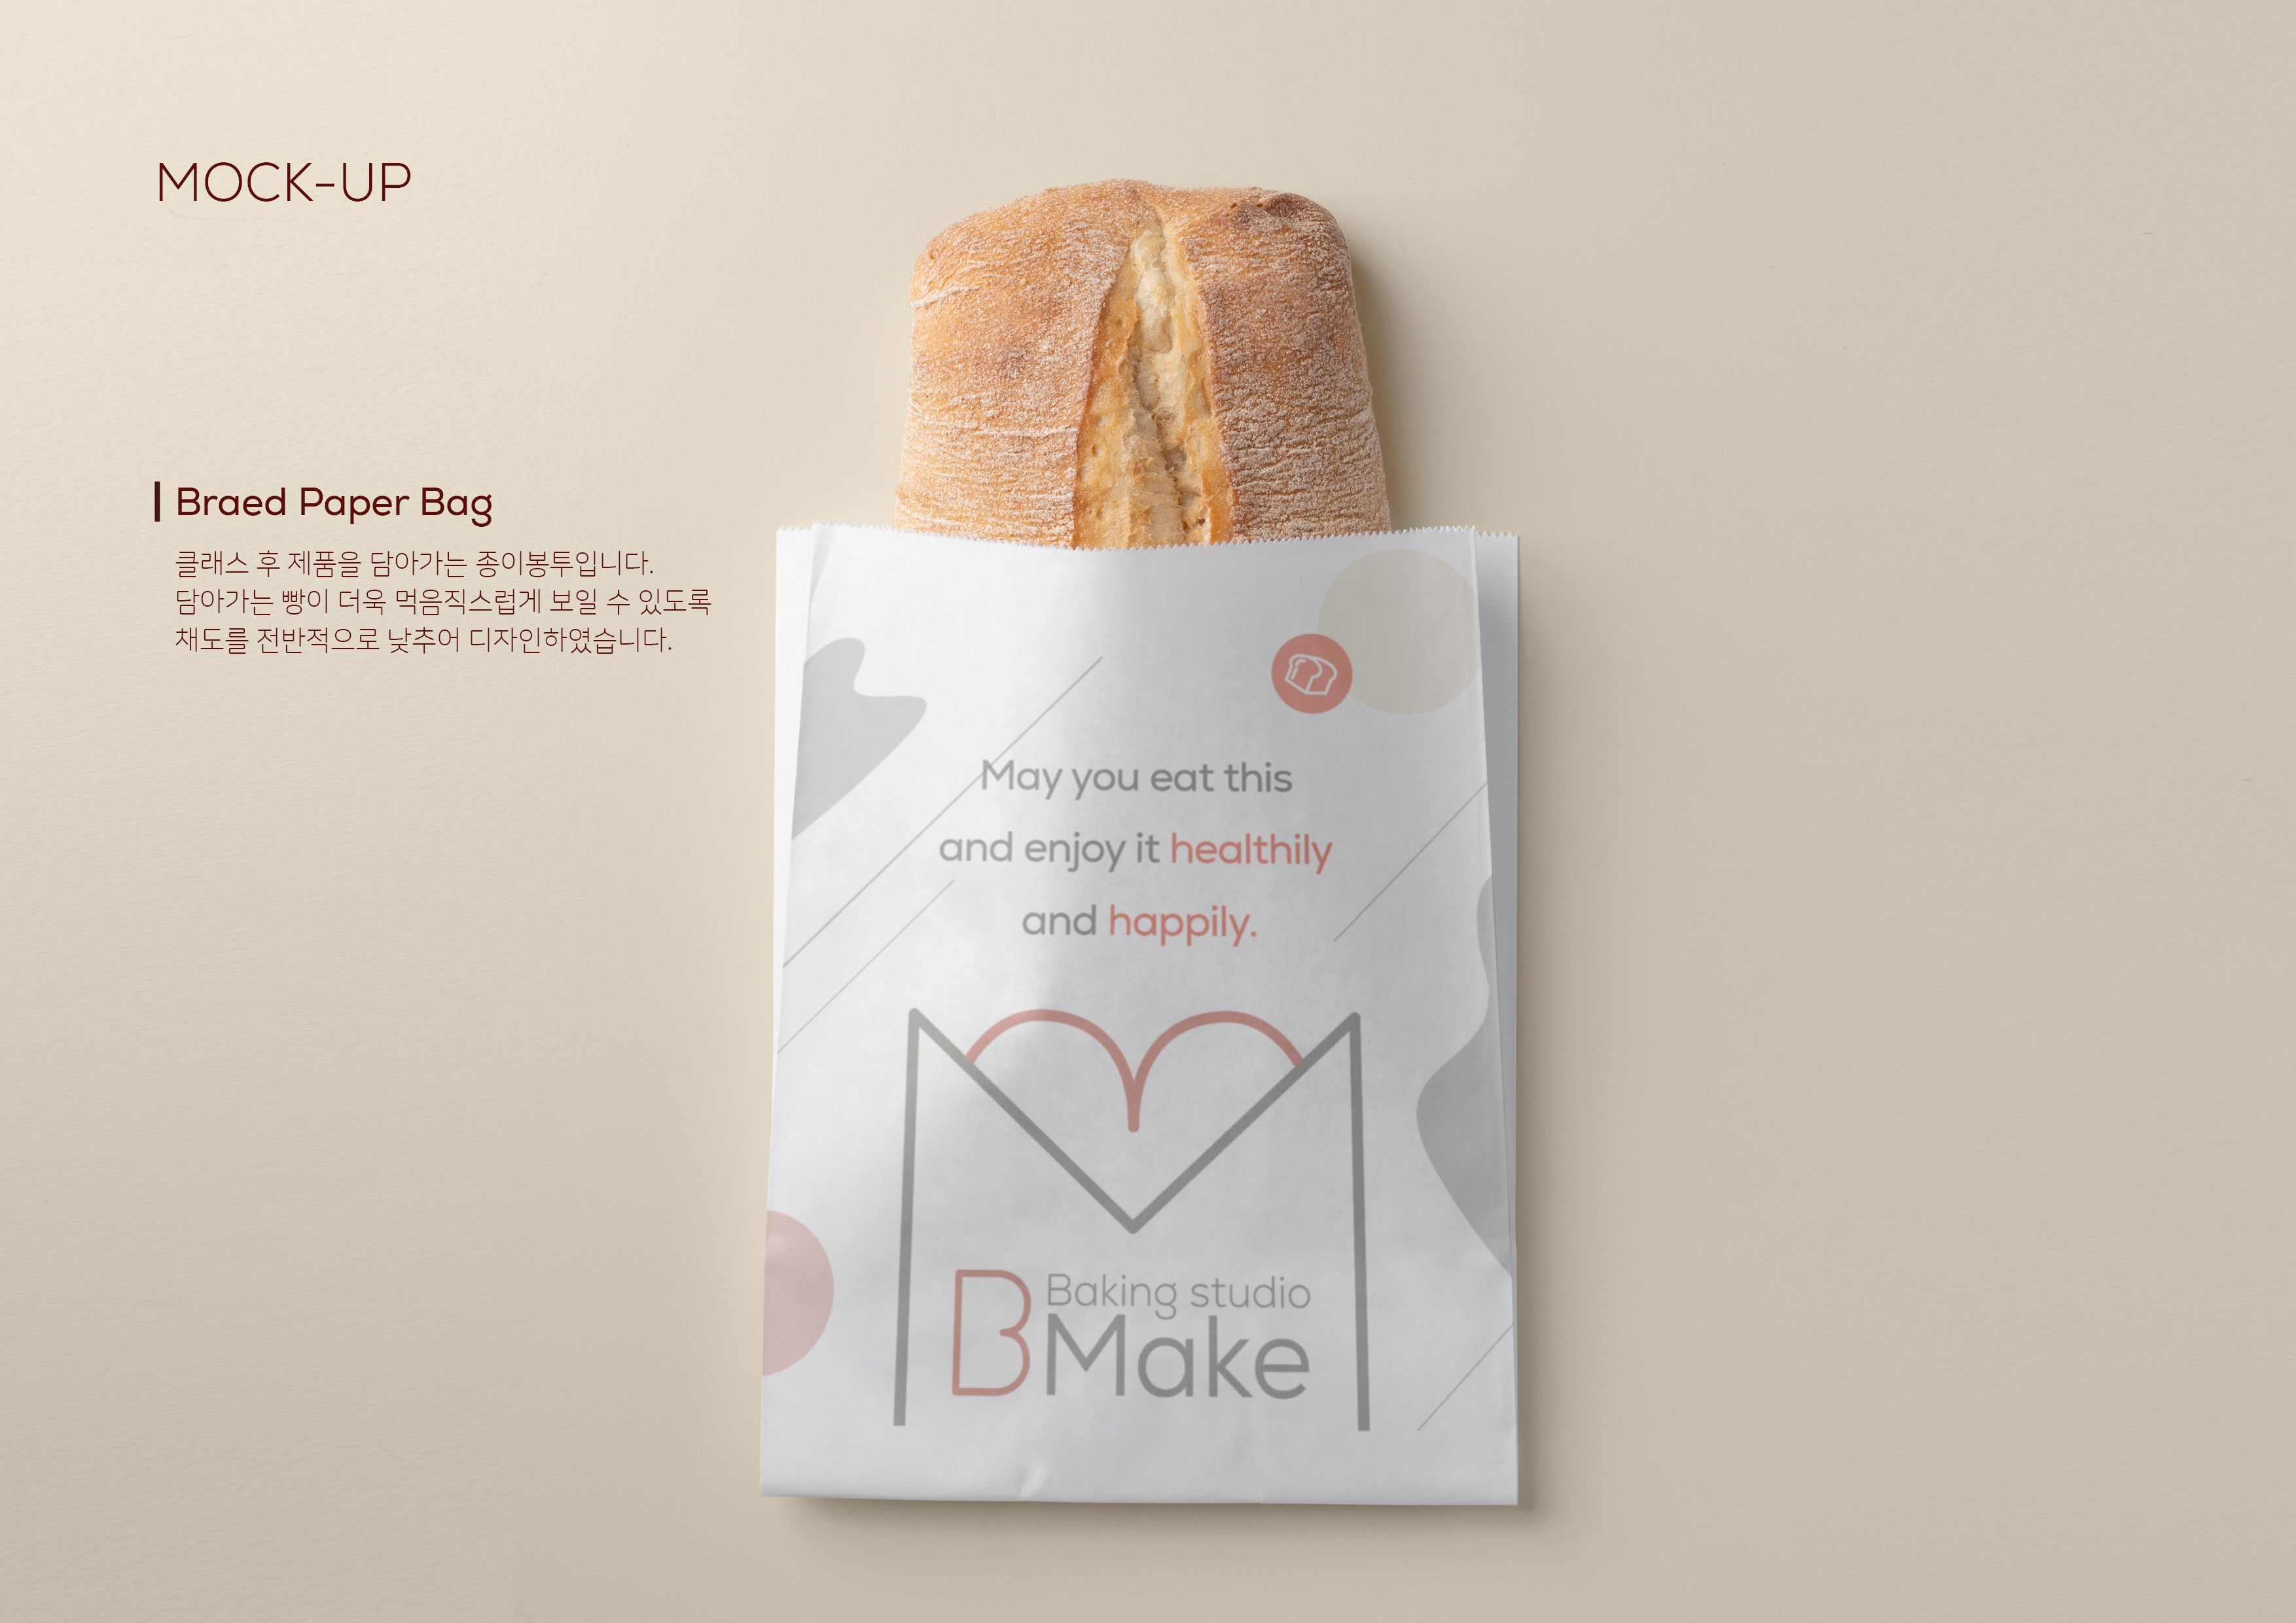 MOCK-UP
Braed Paper Bag
클래스 후 제품을 담아가는 종이봉투입니다.
담아가는 빵이 더욱 먹음직스럽게 보일 수 있도록
채도를 전반적으로 낮추어 디자인하였습니다.
May you eat this
and enjoy it healthily
and happily.
B Baking studio
Make